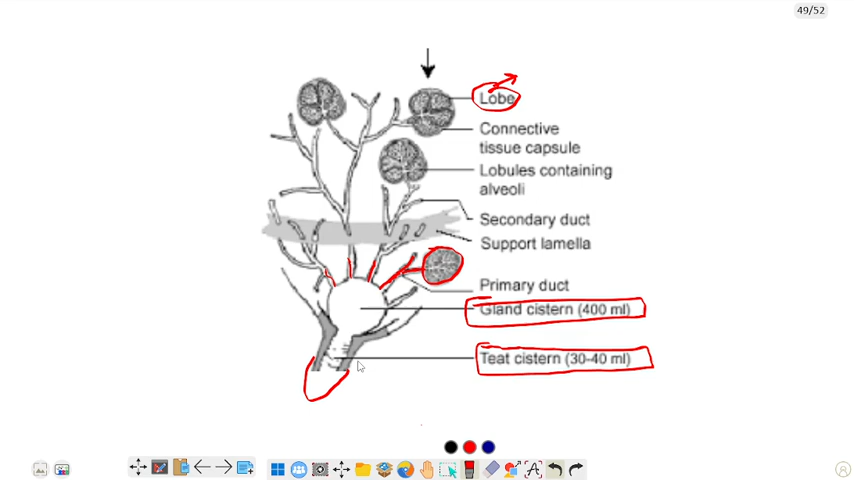 49/52
Lobe
Connective
tissue capsule
Lobules containing
alveoli
Secondary duct
Support lamella
Primary duct
Gland cistern (400 ml)
Teat cistern (30-40 ml)